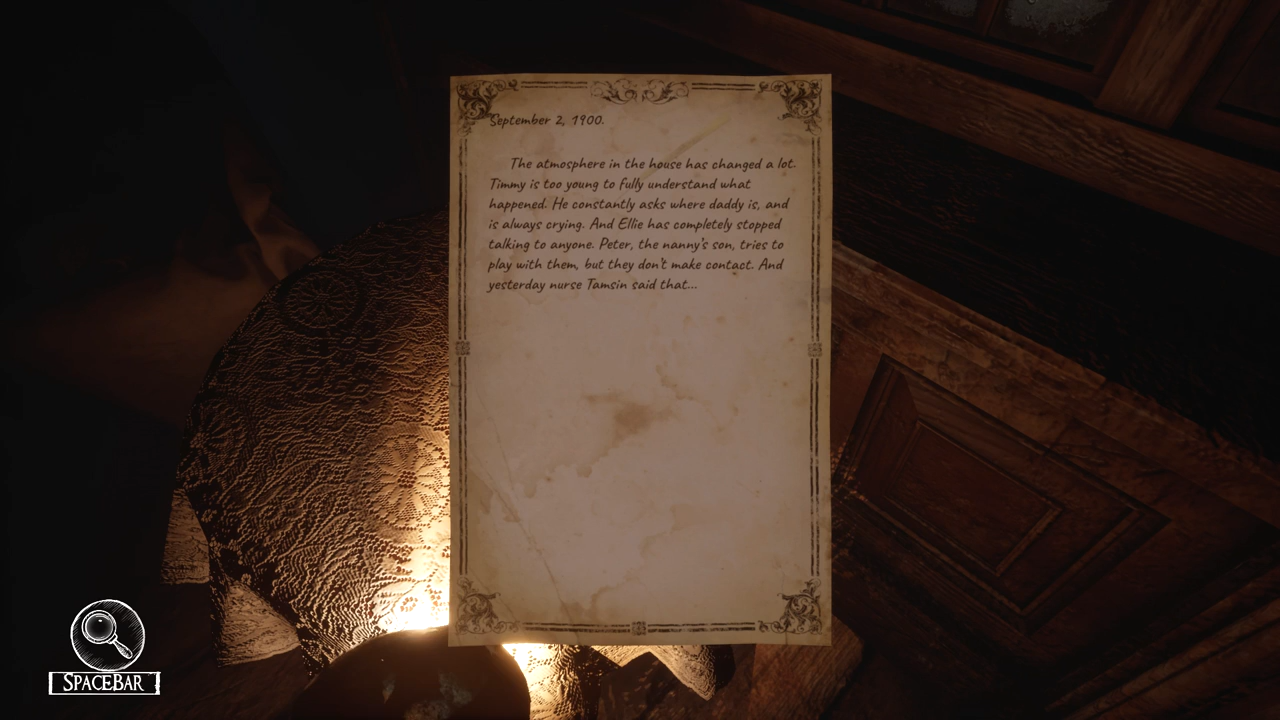 September 2, 1900.
The atmosphere in the house has changed a lot.
Timmy is too young to fully understand what
happened. He constantly asks where daddy is, and
is always crying. And Ellie has completely stopped
talking to anyone. Peter, the nanny's son, tries to
play with them, but they don't make contact. And
yesterday nurse Tamsin said that...
SPACEBAR